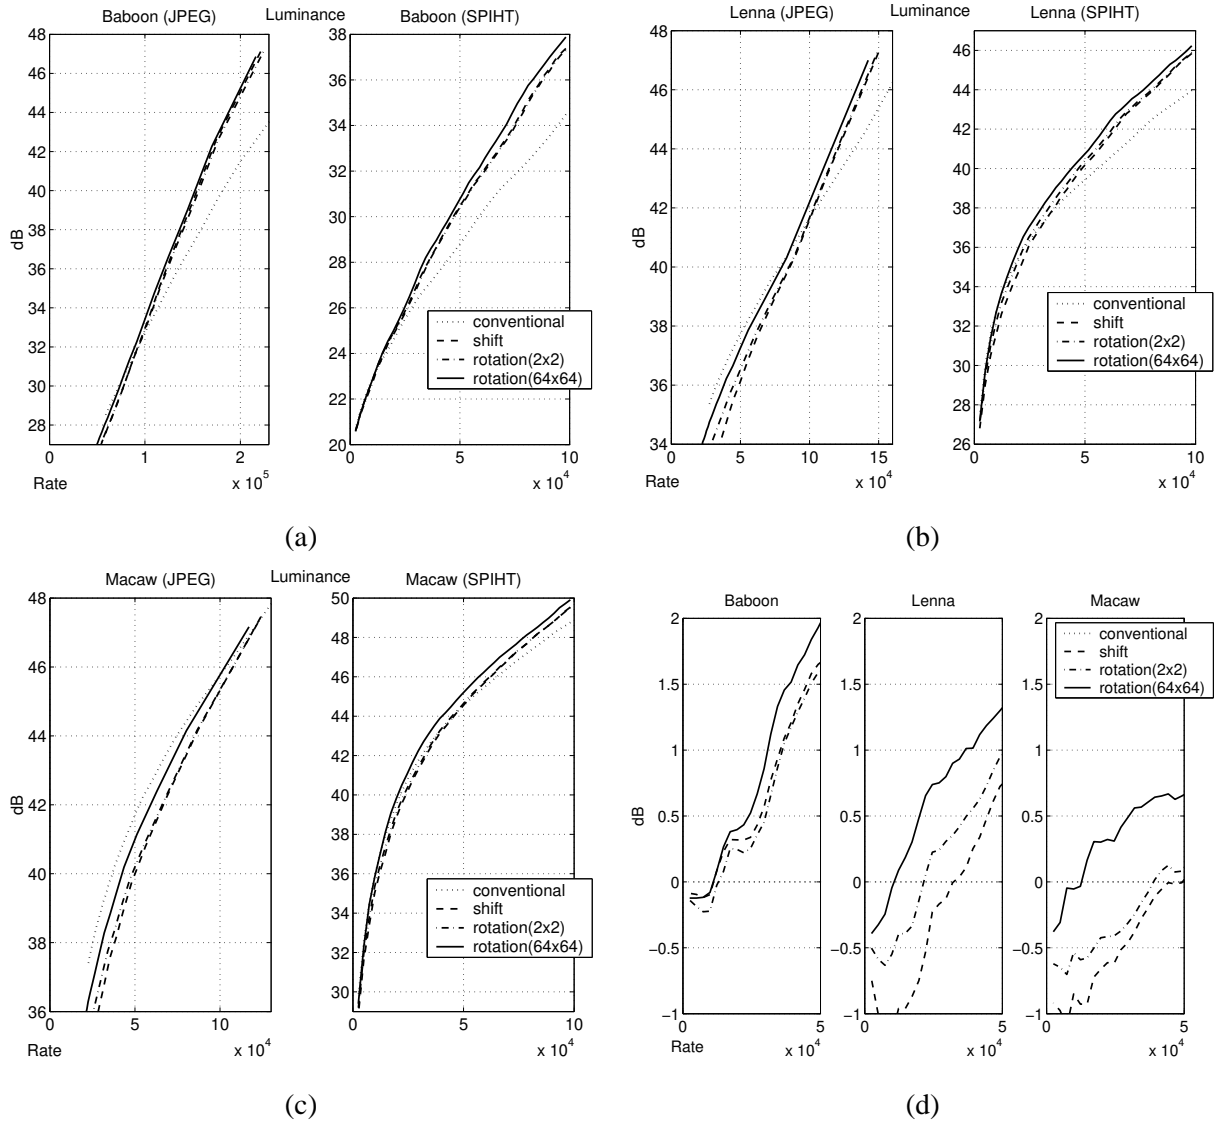 Baboon (JPEG) Luminance Baboon (SPIHT)
48
46
44
42
40
38
36
34
32
30
28
dB
0 1 2
Rate x 10^5
38
36
34
32
30
28
26
24
22
20
0 5 10
x 10^4
conventional
shift
rotation(2x2)
rotation(64x64)
(a)
Lenna (JPEG) Luminance Lenna (SPIHT)
48
46
44
42
40
38
36
34
dB
0 5 10 15
Rate x 10^4
46
44
42
40
38
36
34
32
30
28
26
0 5 10
x 10^4
conventional
shift
rotation(2x2)
rotation(64x64)
(b)
Macaw (JPEG) Luminance Macaw (SPIHT)
48
46
44
42
40
38
36
dB
0 5 10
Rate x 10^4
50
48
46
44
42
40
38
36
34
32
30
0 5 10
x 10^4
conventional
shift
rotation(2x2)
rotation(64x64)
(c)
Baboon Lenna Macaw
2
1.5
1
0.5
0
−0.5
−1
dB
0 5
Rate x 10^4
2
1.5
1
0.5
0
−0.5
−1
0 5
x 10^4
2
1.5
1
0.5
0
−0.5
−1
0 5
x 10^4
conventional
shift
rotation(2x2)
rotation(64x64)
(d)